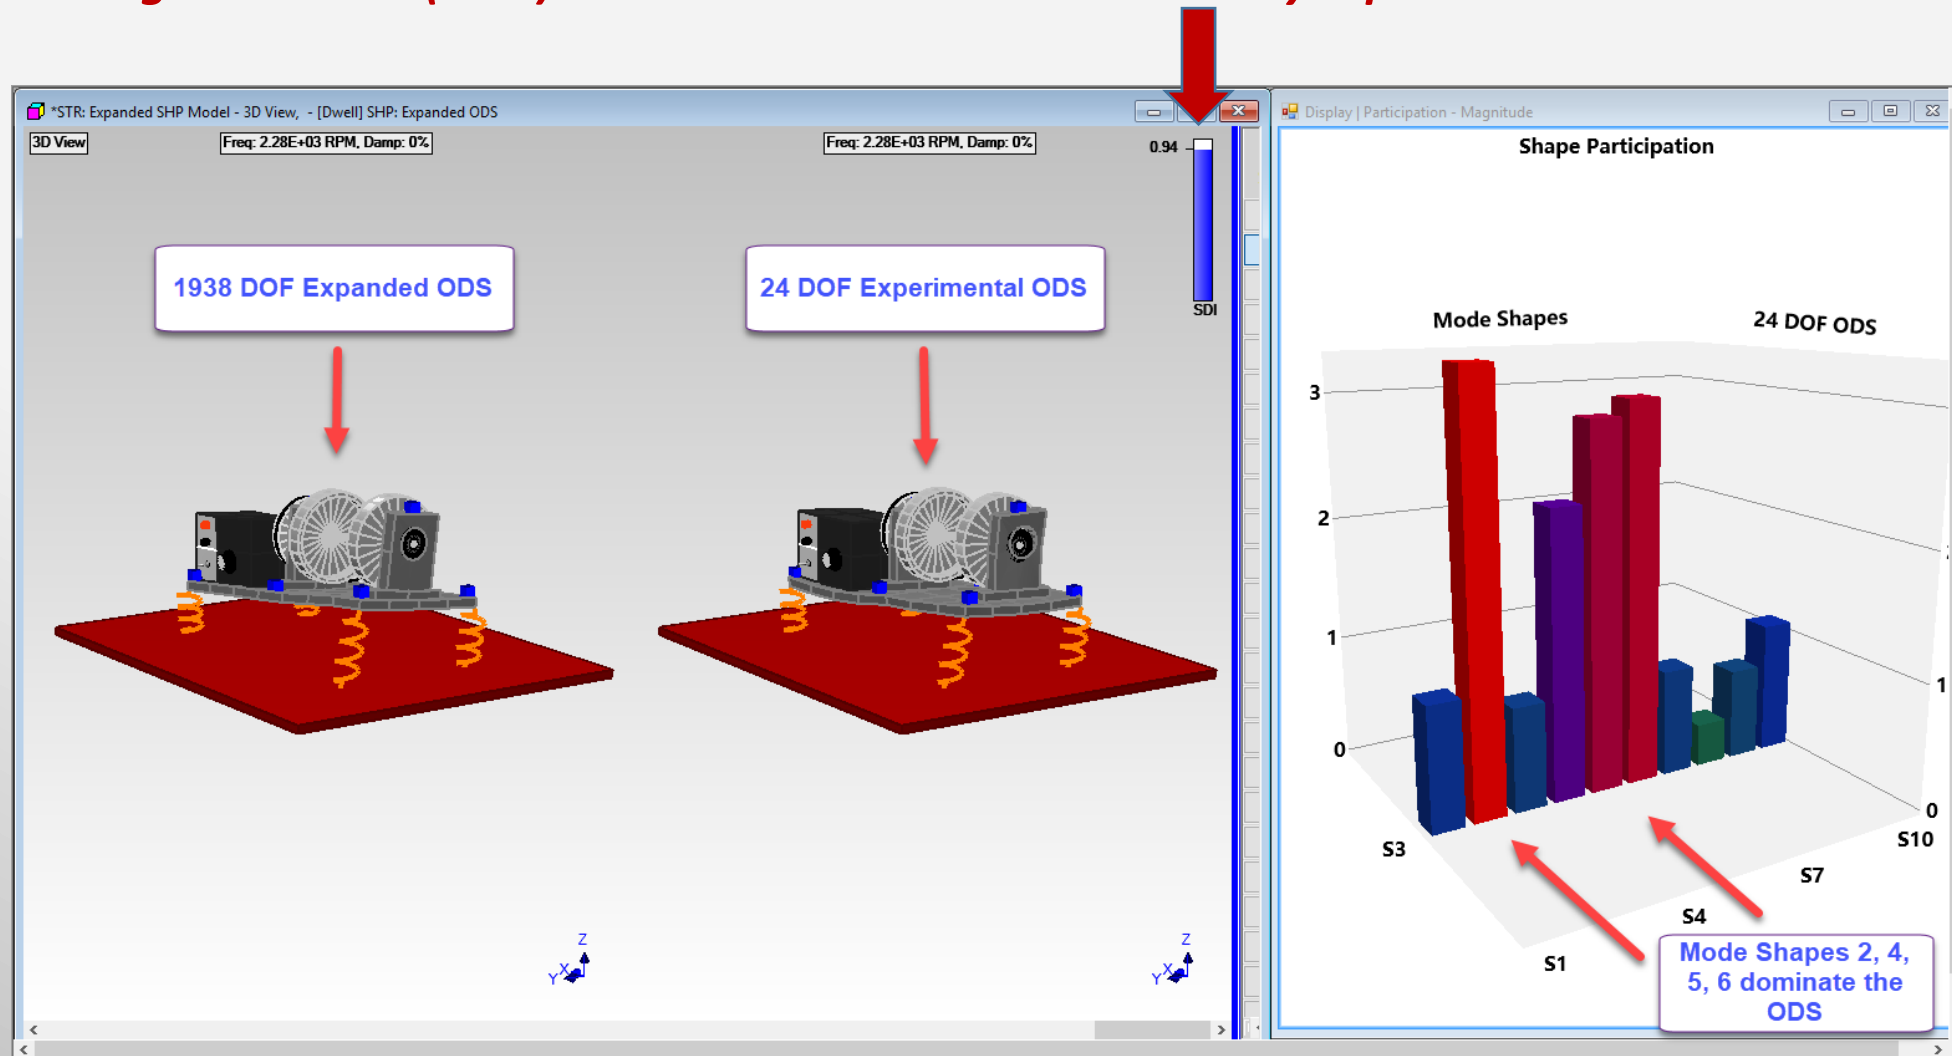 *STR: Expanded SHP Model - 3D View, - [Dwell] SHP: Expanded ODS
3D View
Freq: 2.28E+03 RPM, Damp: 0%
Freq: 2.28E+03 RPM, Damp: 0%
0.94
SDI
1938 DOF Expanded ODS
24 DOF Experimental ODS
Z
Y
X
Z
Y
X
Display | Participation - Magnitude
Shape Participation
Mode Shapes
24 DOF ODS
3
2
1
0
1
0
S3
S1
S4
S7
S10
Mode Shapes 2, 4,
5, 6 dominate the
ODS